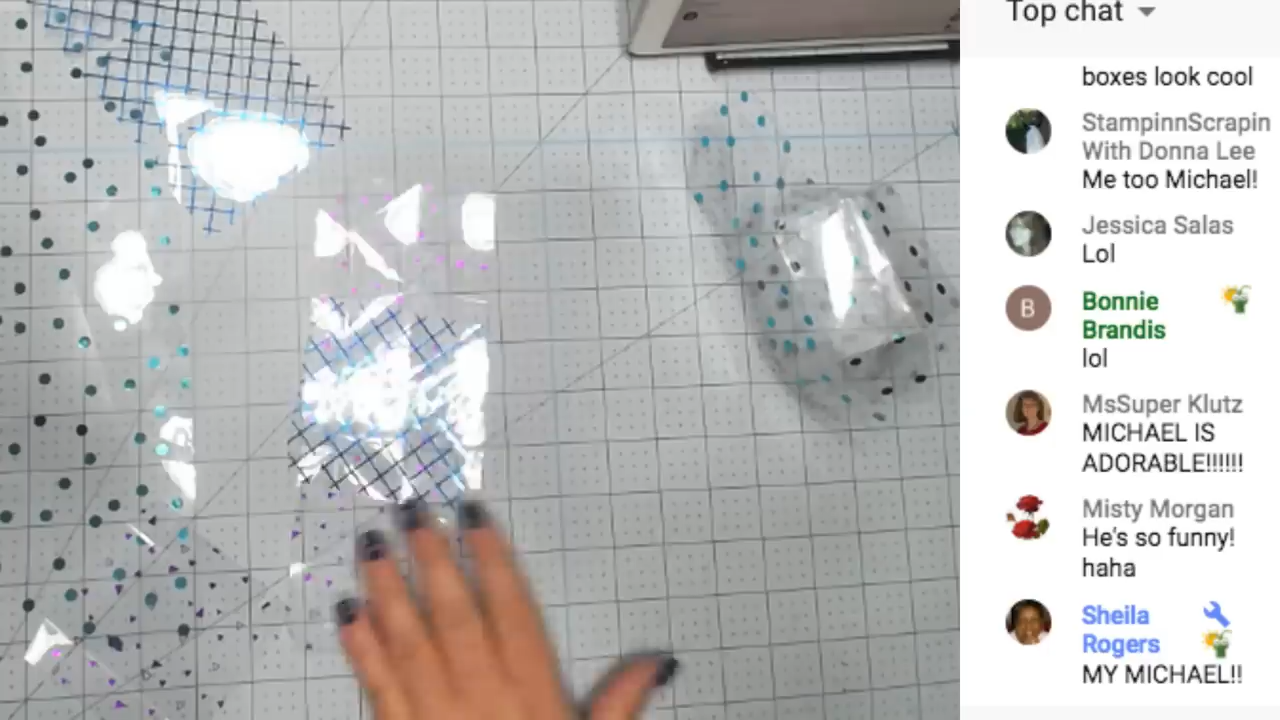 Top chat
boxes look cool
StampinnScrapin
With Donna Lee
Me too Michael!
Jessica Salas
Lol
B
Bonnie
Brandis
lol
MsSuper Klutz
MICHAEL IS
ADORABLE!!!!!!
Misty Morgan
He's so funny!
haha
Sheila
Rogers
MY MICHAEL!!